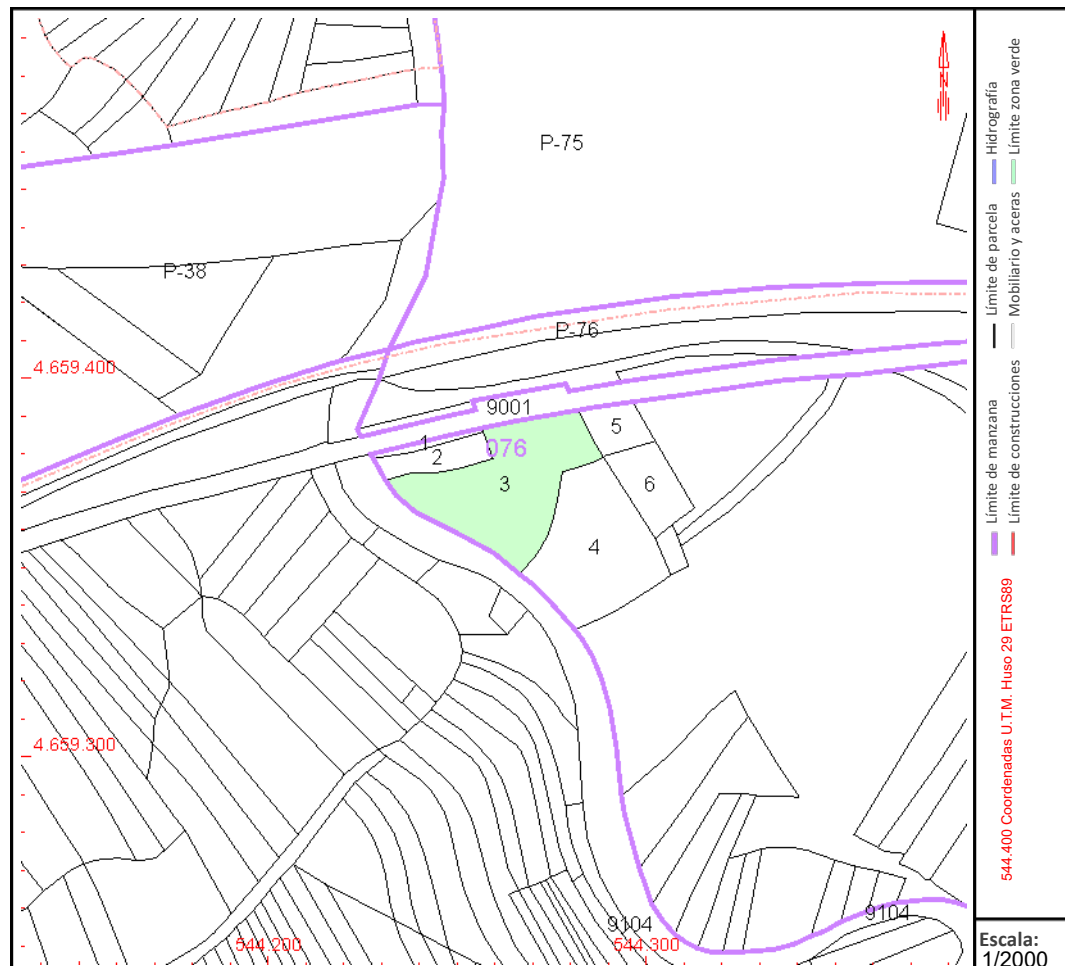 P-75
P-38
P-76
4.659.400
9001
1
5
076
2
3
6
4
4.659.300
9104
9104
544.200
544.300
N
Límite de manzana
Límite de parcela
Hidrografía
Límite de construcciones
Mobiliario y aceras
Límite zona verde
544.400 Coordenadas U.T.M. Huso 29 ETRS89
Escala:
1/2000